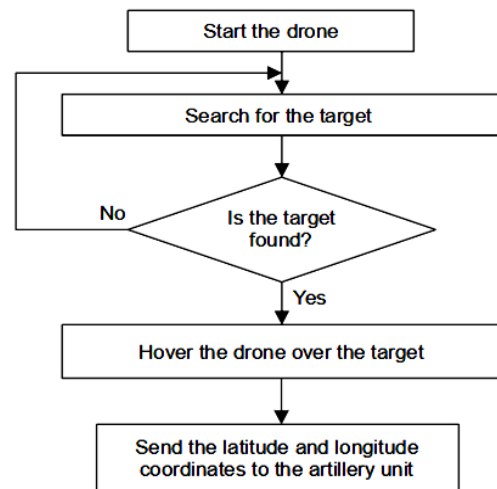 Start the drone
Search for the target
No
Is the target
found?
Yes
Hover the drone over the target
Send the latitude and longitude
coordinates to the artillery unit